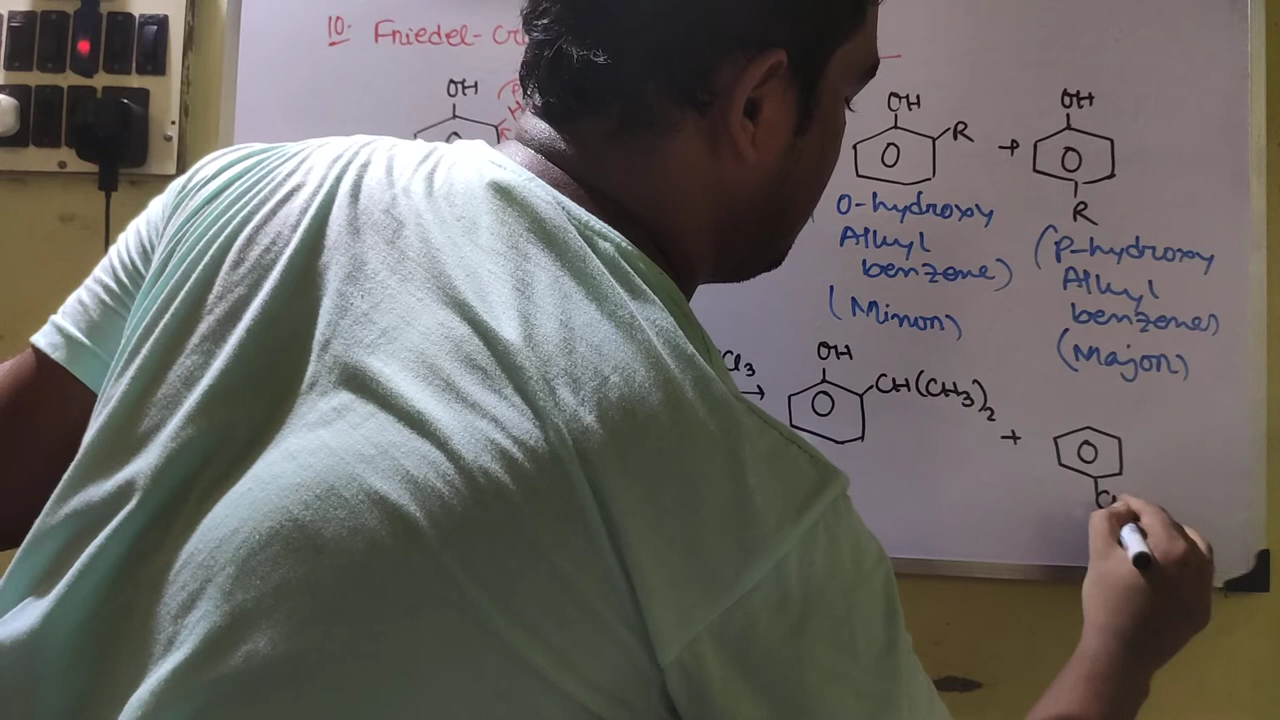 10. Friedel-Cr
OH
OH
R
→
OH
R
O-hydroxy
Alkyl
benzene)
(Minor)
(P-hydroxy
Alkyl
benzene)
(Major)
Cl3
→
OH
CH(CH3)2
+